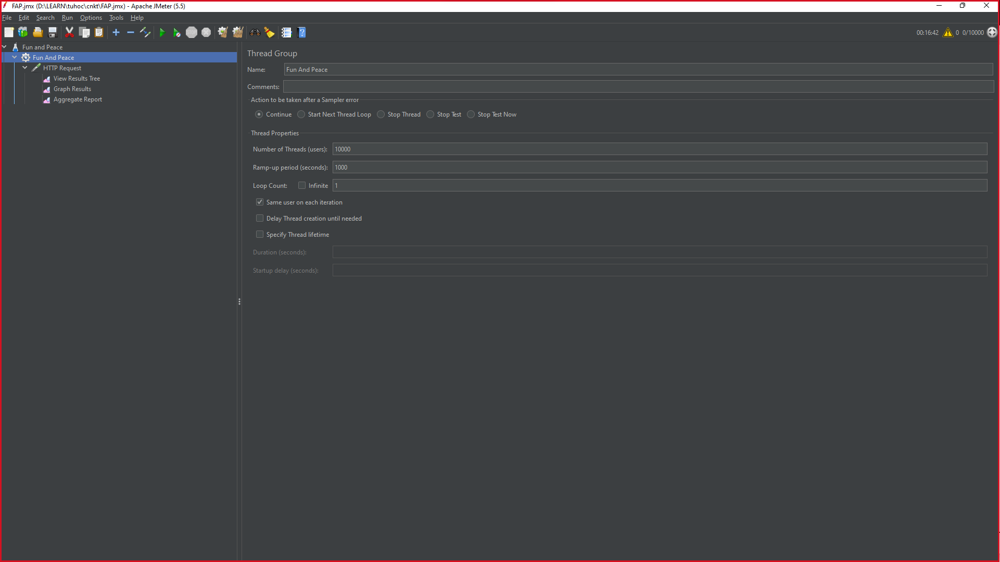 FAP.jmx (D:\LEARN\tuhoc\cnkt\FAP.jmx) - Apache JMeter (5.5)
File Edit Search Run Options Tools Help
00:16:42 0 0/10000
Fun and Peace
Fun And Peace
HTTP Request
View Results Tree
Graph Results
Aggregate Report
Thread Group
Name: Fun And Peace
Comments:
Action to be taken after a Sampler error
Continue Start Next Thread Loop Stop Thread Stop Test Stop Test Now
Thread Properties
Number of Threads (users): 10000
Ramp-up period (seconds): 1000
Loop Count: Infinite 1
Same user on each iteration
Delay Thread creation until needed
Specify Thread lifetime
Duration (seconds):
Startup delay (seconds):